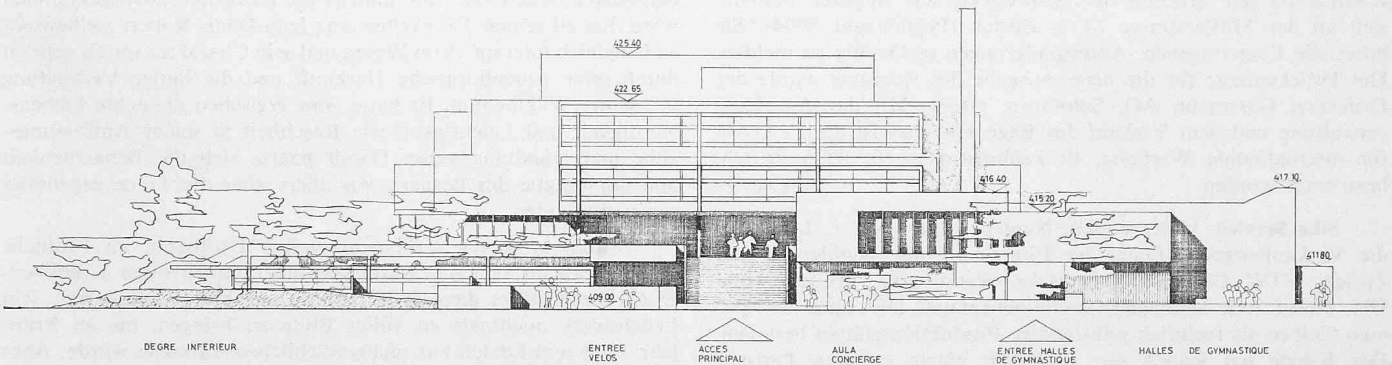 425.40
422 65
416 40
415 20
417.10
411 80
409 00
DEGRE INFERIEUR
ENTREE
VELOS
ACCES
PRINCIPAL
AULA
CONCIERGE
ENTRÉE HALLES
DE GYMNASTIQUE
HALLES DE GYMNASTIQUE